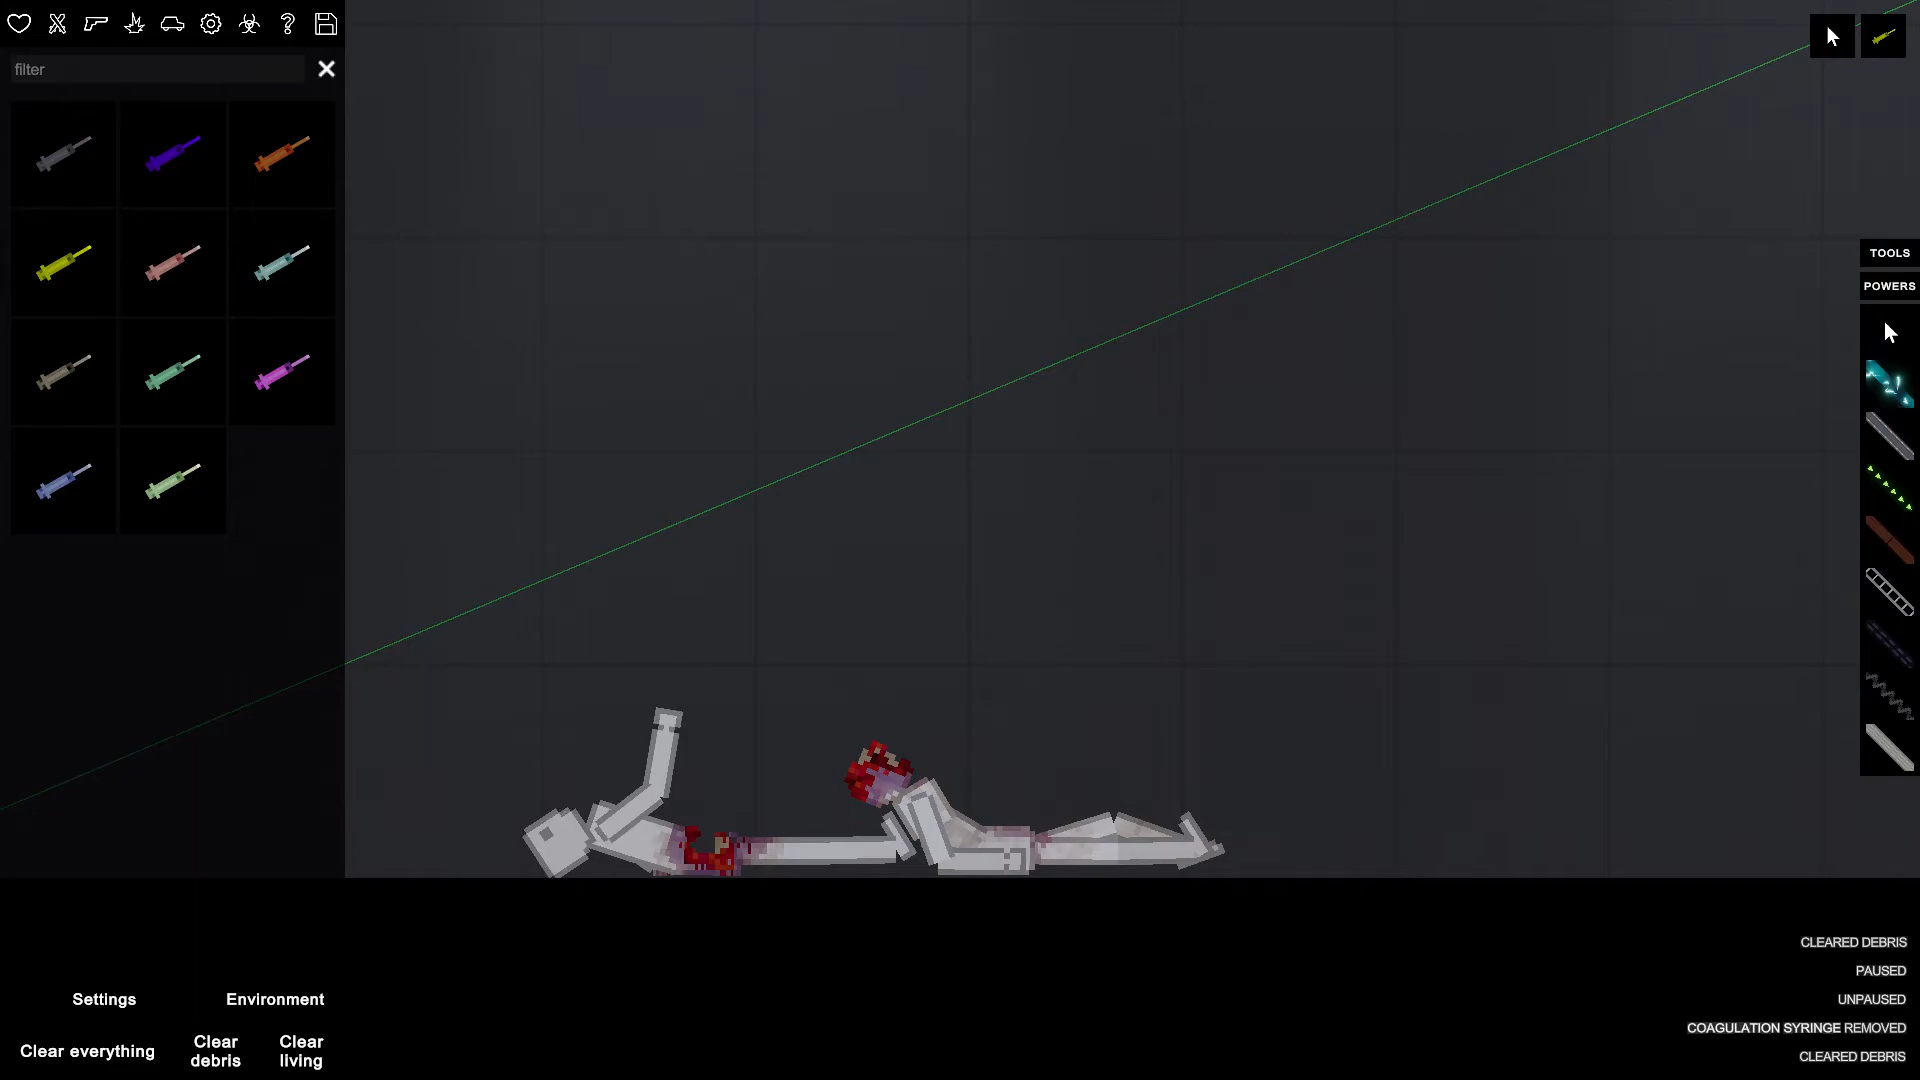 filter
TOOLS
POWERS
CLEARED DEBRIS
PAUSED
UNPAUSED
COAGULATION SYRINGE REMOVED
CLEARED DEBRIS
Settings
Environment
Clear everything
Clear
debris
Clear
living